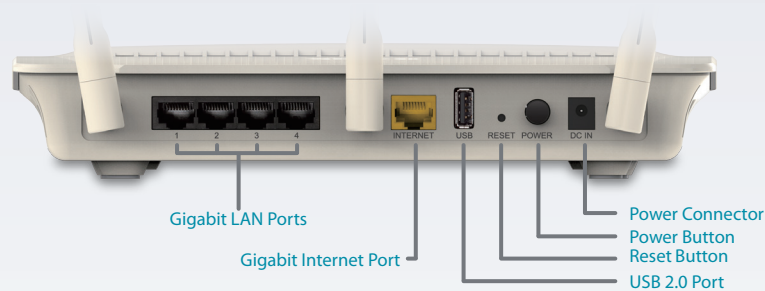 INTERNET USB RESET POWER DC IN
1 2 3 4
Gigabit LAN Ports
Power Connector
Power Button
Gigabit Internet Port
Reset Button
USB 2.0 Port